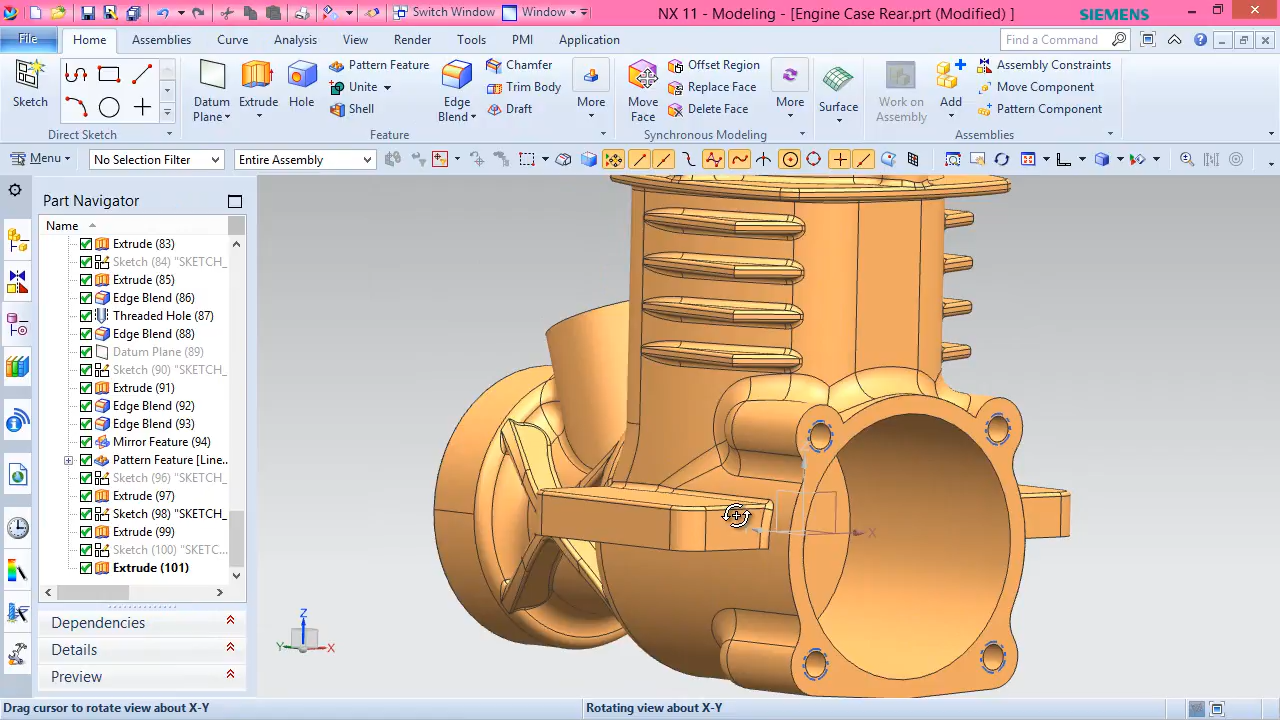 Switch Window
Window
NX 11 - Modeling - [Engine Case Rear.prt (Modified) ]
SIEMENS
File
Home
Assemblies
Curve
Analysis
View
Render
Tools
PMI
Application
Find a Command
Sketch
Direct Sketch
Datum
Plane
Extrude
Hole
Pattern Feature
Unite
Shell
Edge
Blend
Chamfer
Trim Body
Draft
More
Feature
Move
Face
Offset Region
Replace Face
Delete Face
More
Synchronous Modeling
Surface
Work on
Assembly
Add
Assembly Constraints
Move Component
Pattern Component
Assemblies
Menu
No Selection Filter
Entire Assembly
Part Navigator
Name
Extrude (83)
Sketch (84) "SKETCH_
Extrude (85)
Edge Blend (86)
Threaded Hole (87)
Edge Blend (88)
Datum Plane (89)
Sketch (90) "SKETCH_
Extrude (91)
Edge Blend (92)
Edge Blend (93)
Mirror Feature (94)
Pattern Feature [Line..
Sketch (96) "SKETCH_
Extrude (97)
Sketch (98) "SKETCH_
Extrude (99)
Sketch (100) "SKETC...
Extrude (101)
Dependencies
Details
Preview
X
Z
Y
X
Drag cursor to rotate view about X-Y
Rotating view about X-Y